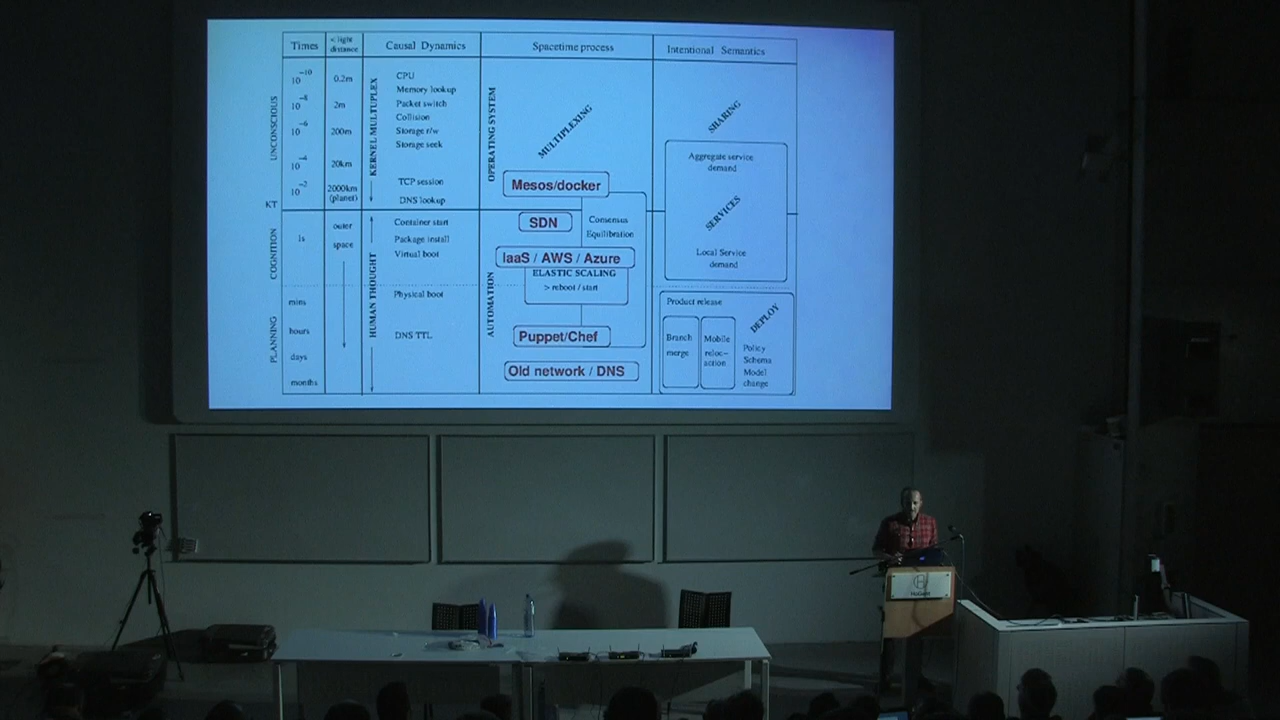 Times
< light
distance
Causal Dynamics
Spacetime process
Intentional Semantics
UNCONSCIOUS
KT
COGNITION
PLANNING
10 -10
10 -8
10 -6
10 -4
10 -2
1s
mins
hours
days
months
0.2m
2m
200m
20km
2000km
(planet)
outer
space
KERNEL MULTUPLEX
HUMAN THOUGHT
CPU
Memory lookup
Packet switch
Collision
Storage r/w
Storage seek
TCP session
DNS lookup
Container start
Package install
Virtual boot
Physical boot
DNS TTL
OPERATING SYSTEM
AUTOMATION
MULTIPLEXING
Mesos/docker
SDN
Consensus
Equilibration
IaaS / AWS / Azure
ELASTIC SCALING
> reboot / start
Puppet/Chef
Old network / DNS
SHARING
Aggregate service
demand
SERVICES
Local Service
demand
Product release
DEPLOY
Branch
merge
Mobile
reloc-
action
Policy
Schema
Model
change